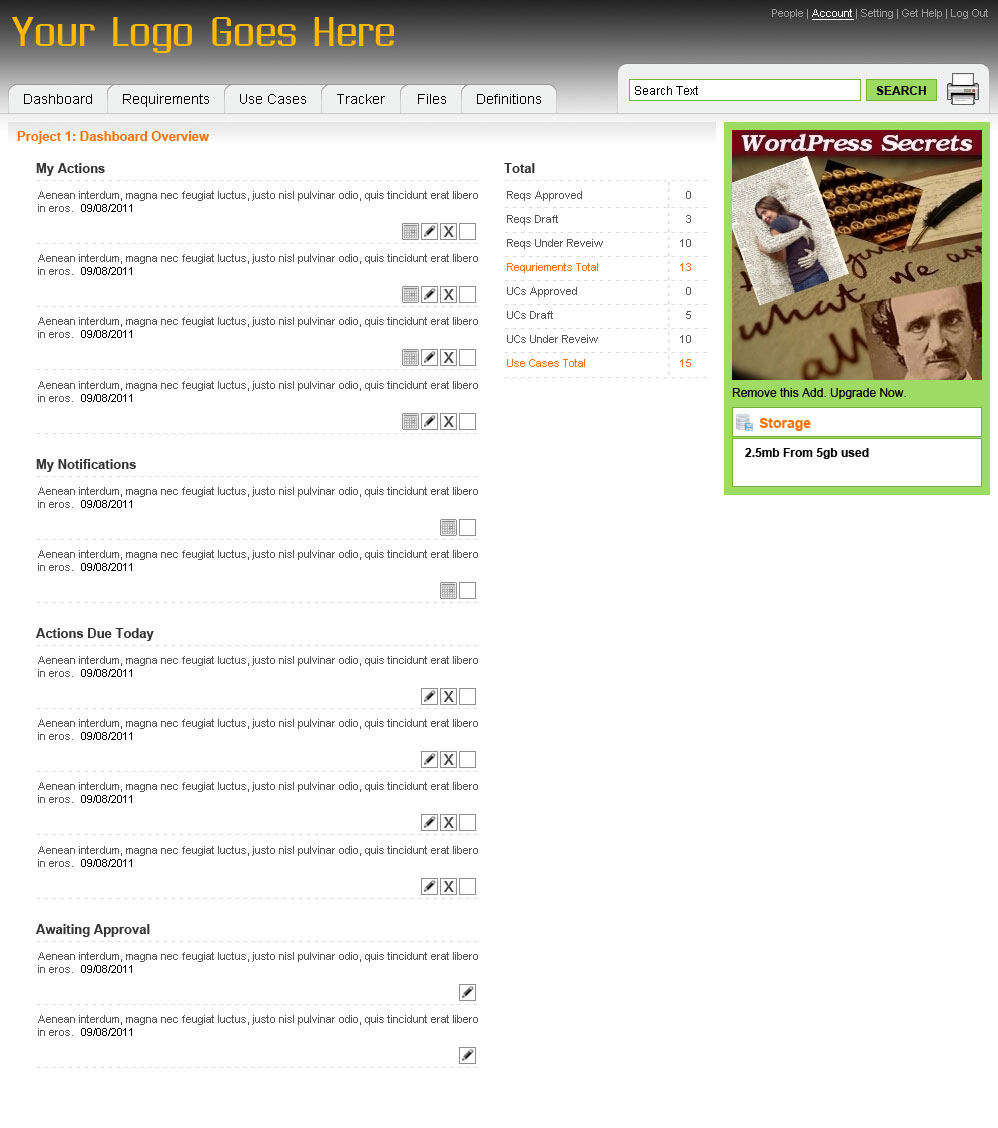 Your Logo Goes Here
People | Account | Setting | Get Help | Log Out
Dashboard
Requirements
Use Cases
Tracker
Files
Definitions
Search Text
SEARCH
Project 1: Dashboard Overview
My Actions
Aenean interdum, magna nec feugiat luctus, justo nisl pulvinar odio, quis tincidunt erat libero
in eros. 09/08/2011
X
Aenean interdum, magna nec feugiat luctus, justo nisl pulvinar odio, quis tincidunt erat libero
in eros. 09/08/2011
X
Aenean interdum, magna nec feugiat luctus, justo nisl pulvinar odio, quis tincidunt erat libero
in eros. 09/08/2011
X
Aenean interdum, magna nec feugiat luctus, justo nisl pulvinar odio, quis tincidunt erat libero
in eros. 09/08/2011
X
My Notifications
Aenean interdum, magna nec feugiat luctus, justo nisl pulvinar odio, quis tincidunt erat libero
in eros. 09/08/2011
Aenean interdum, magna nec feugiat luctus, justo nisl pulvinar odio, quis tincidunt erat libero
in eros. 09/08/2011
Actions Due Today
Aenean interdum, magna nec feugiat luctus, justo nisl pulvinar odio, quis tincidunt erat libero
in eros. 09/08/2011
X
Aenean interdum, magna nec feugiat luctus, justo nisl pulvinar odio, quis tincidunt erat libero
in eros. 09/08/2011
X
Aenean interdum, magna nec feugiat luctus, justo nisl pulvinar odio, quis tincidunt erat libero
in eros. 09/08/2011
X
Aenean interdum, magna nec feugiat luctus, justo nisl pulvinar odio, quis tincidunt erat libero
in eros. 09/08/2011
X
Awaiting Approval
Aenean interdum, magna nec feugiat luctus, justo nisl pulvinar odio, quis tincidunt erat libero
in eros. 09/08/2011
Aenean interdum, magna nec feugiat luctus, justo nisl pulvinar odio, quis tincidunt erat libero
in eros. 09/08/2011
Total
Reqs Approved 0
Reqs Draft 3
Reqs Under Reveiw 10
Requriements Total 13
UCs Approved 0
UCs Draft 5
UCs Under Reveiw 10
Use Cases Total 15
WordPress Secrets
we
what
Remove this Add. Upgrade Now.
Storage
2.5mb From 5gb used